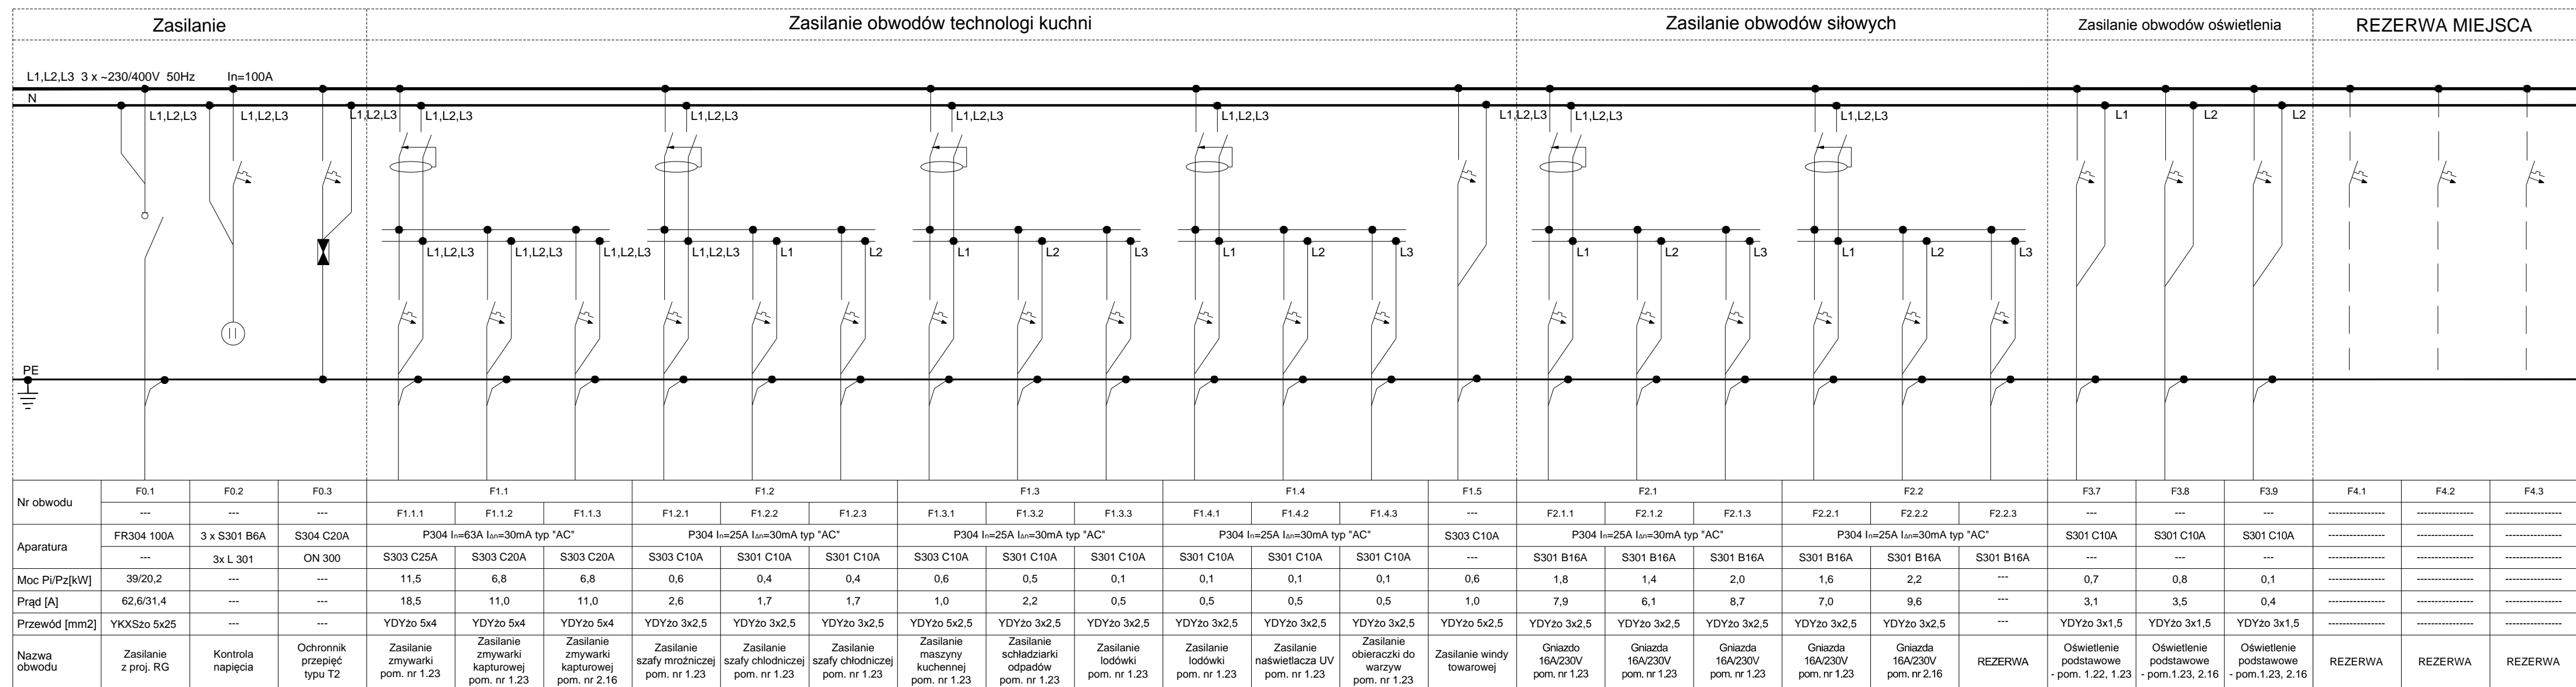 Zasilanie
Zasilanie obwodów technologi kuchni
Zasilanie obwodów siłowych
Zasilanie obwodów oświetlenia
REZERWA MIEJSCA
L1,L2,L3 3 x ~230/400V 50Hz In=100A
N
L1,L2,L3 L1,L2,L3 L1,L2,L3 L1,L2,L3 L1,L2,L3 L1,L2,L3 L1,L2,L3 L1,L2,L3 L1,L2,L3 L1,L2,L3 L1 L2 L2
L1,L2,L3 L1,L2,L3 L1,L2,L3 L1,L2,L3 L1 L2 L1 L2 L3 L1 L2 L3 L1 L2 L3 L1 L2 L3
PE
Nr obwodu
F0.1 F0.2 F0.3 F1.1 F1.2 F1.3 F1.4 F1.5 F2.1 F2.2 F3.7 F3.8 F3.9 F4.1 F4.2 F4.3
--- --- --- F1.1.1 F1.1.2 F1.1.3 F1.2.1 F1.2.2 F1.2.3 F1.3.1 F1.3.2 F1.3.3 F1.4.1 F1.4.2 F1.4.3 --- F2.1.1 F2.1.2 F2.1.3 F2.2.1 F2.2.2 F2.2.3 --- --- --- --------------- --------------- ---------------
Aparatura
FR304 100A 3 x S301 B6A S304 C20A P304 In=63A IΔn=30mA typ "AC" P304 In=25A IΔn=30mA typ "AC" P304 In=25A IΔn=30mA typ "AC" P304 In=25A IΔn=30mA typ "AC" S303 C10A P304 In=25A IΔn=30mA typ "AC" P304 In=25A IΔn=30mA typ "AC" S301 C10A S301 C10A S301 C10A --------------- --------------- ---------------
--- 3x L 301 ON 300 S303 C25A S303 C20A S303 C20A S303 C10A S301 C10A S301 C10A S303 C10A S301 C10A S301 C10A S301 C10A S301 C10A S301 C10A --- S301 B16A S301 B16A S301 B16A S301 B16A S301 B16A S301 B16A --- --- --- --------------- --------------- ---------------
Moc Pi/Pz[kW] 39/20,2 --- --- 11,5 6,8 6,8 0,6 0,4 0,4 0,6 0,5 0,1 0,1 0,1 0,1 0,6 1,8 1,4 2,0 1,6 2,2 --- 0,7 0,8 0,1 --------------- --------------- ---------------
Prąd [A] 62,6/31,4 --- --- 18,5 11,0 11,0 2,6 1,7 1,7 1,0 2,2 0,5 0,5 0,5 0,5 1,0 7,9 6,1 8,7 7,0 9,6 --- 3,1 3,5 0,4 --------------- --------------- ---------------
Przewód [mm2] YKXSżo 5x25 --- --- YDYżo 5x4 YDYżo 5x4 YDYżo 5x4 YDYżo 3x2,5 YDYżo 3x2,5 YDYżo 3x2,5 YDYżo 5x2,5 YDYżo 3x2,5 YDYżo 3x2,5 YDYżo 3x2,5 YDYżo 3x2,5 YDYżo 3x2,5 YDYżo 5x2,5 YDYżo 3x2,5 YDYżo 3x2,5 YDYżo 3x2,5 YDYżo 3x2,5 YDYżo 3x2,5 --- YDYżo 3x1,5 YDYżo 3x1,5 YDYżo 3x1,5 --------------- --------------- ---------------
Nazwa
obwodu
Zasilanie
z proj. RG
Kontrola
napięcia
Ochronnik
przepięć
typu T2
Zasilanie
zmywarki
pom. nr 1.23
Zasilanie
zmywarki
kapturowej
pom. nr 1.23
Zasilanie
zmywarki
kapturowej
pom. nr 2.16
Zasilanie
szafy mroźniczej
pom. nr 1.23
Zasilanie
szafy chłodniczej
pom. nr 1.23
Zasilanie
szafy chłodniczej
pom. nr 1.23
Zasilanie
maszyny
kuchennej
pom. nr 1.23
Zasilanie
schładziarki
odpadów
pom. nr 1.23
Zasilanie
lodówki
pom. nr 1.23
Zasilanie
lodówki
pom. nr 1.23
Zasilanie
naświetlacza UV
pom. nr 1.23
Zasilanie
obieraczki do
warzyw
pom. nr 1.23
Zasilanie windy
towarowej
Gniazdo
16A/230V
pom. nr 1.23
Gniazda
16A/230V
pom. nr 1.23
Gniazda
16A/230V
pom. nr 1.23
Gniazda
16A/230V
pom. nr 1.23
Gniazda
16A/230V
pom. nr 2.16
REZERWA
Oświetlenie
podstawowe
- pom. 1.22, 1.23
Oświetlenie
podstawowe
- pom.1.23, 2.16
Oświetlenie
podstawowe
- pom.1.23, 2.16
REZERWA
REZERWA
REZERWA